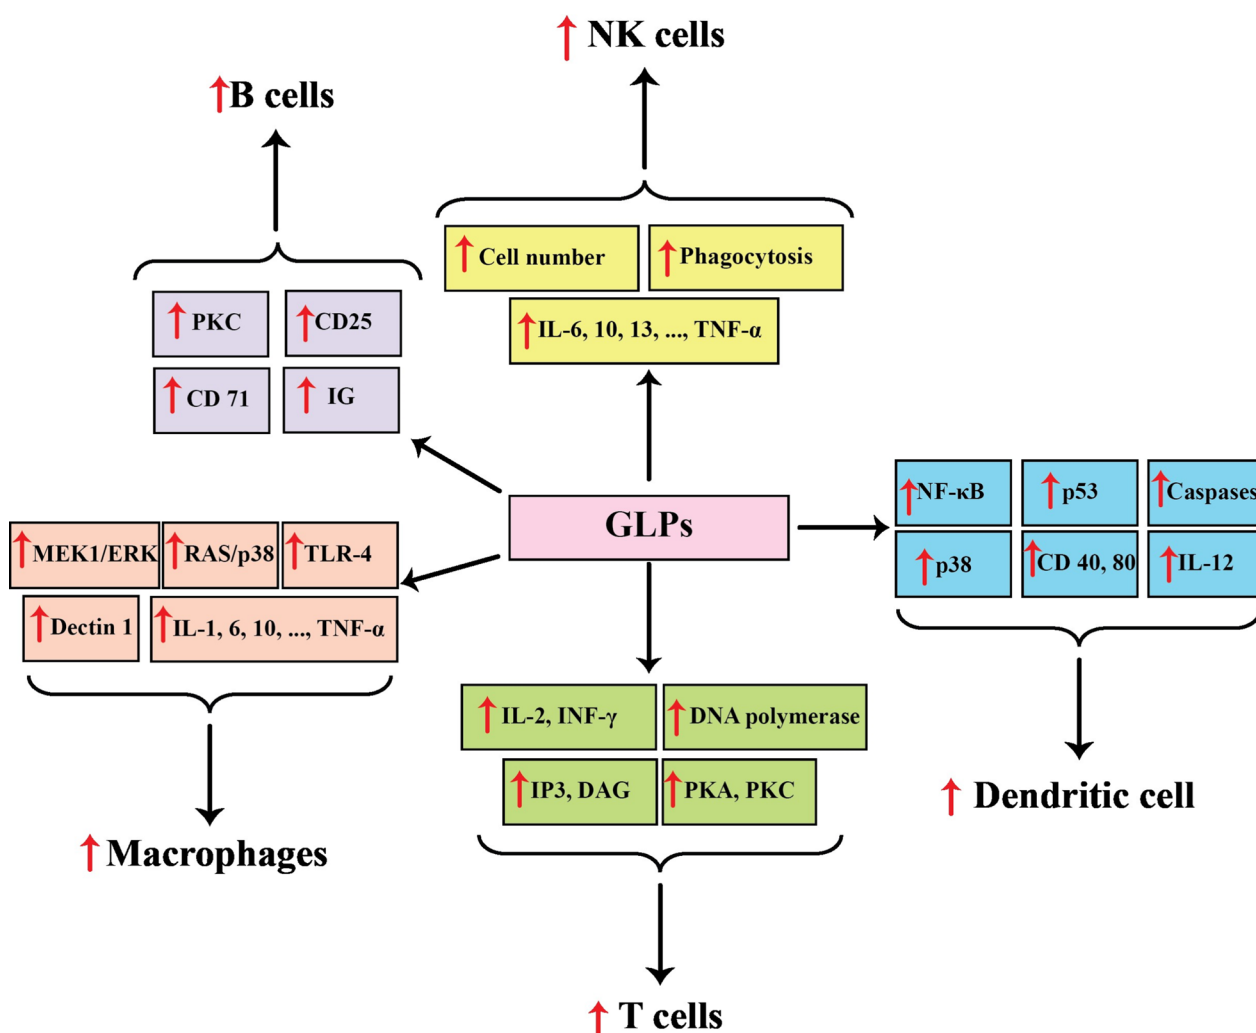 NK cells
B cells
Cell number
Phagocytosis
IL-6, 10, 13, ..., TNF-α
PKC
CD25
CD 71
IG
GLPs
NF-κB
p53
Caspases
p38
CD 40, 80
IL-12
MEK1/ERK
RAS/p38
TLR-4
Dectin 1
IL-1, 6, 10, ..., TNF-α
IL-2, INF-γ
DNA polymerase
IP3, DAG
PKA, PKC
Dendritic cell
Macrophages
T cells